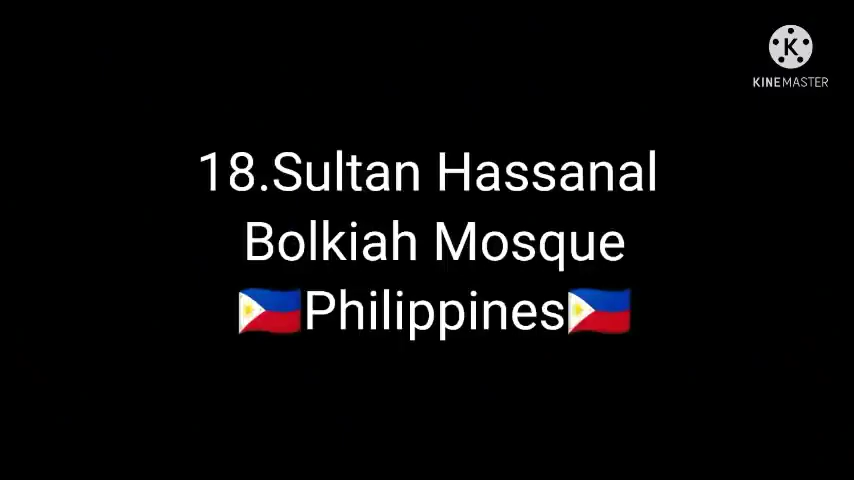 KINEMASTER
18.Sultan Hassanal
Bolkiah Mosque
🇵🇭Philippines🇵🇭